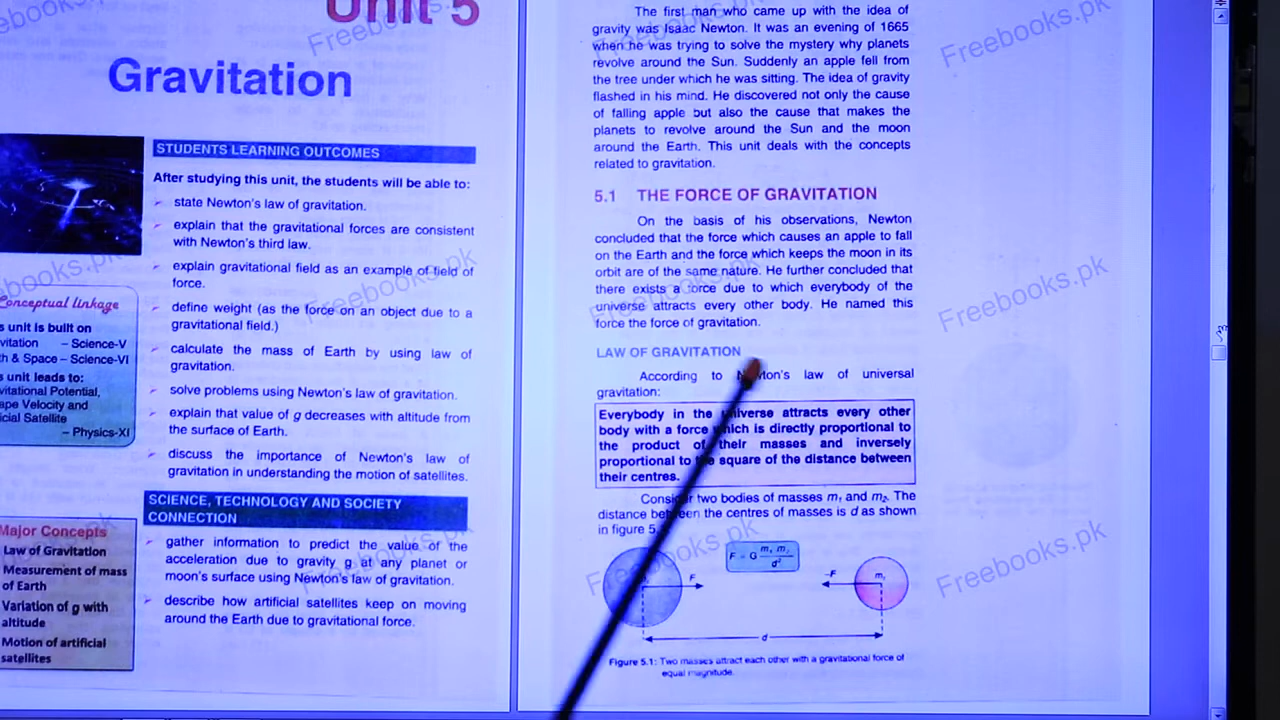 Unit 5
Gravitation
STUDENTS LEARNING OUTCOMES
After studying this unit, the students will be able to:
state Newton's law of gravitation.
explain that the gravitational forces are consistent
with Newton's third law.
explain gravitational field as an example of field of
force.
define weight (as the force on an object due to a
gravitational field.)
calculate the mass of Earth by using law of
gravitation.
solve problems using Newton's law of gravitation.
explain that value of g decreases with altitude from
the surface of Earth.
discuss the importance of Newton's law of
gravitation in understanding the motion of satellites.
SCIENCE, TECHNOLOGY AND SOCIETY
CONNECTION
gather information to predict the value of the
acceleration due to gravity g at any planet or
moon's surface using Newton's law of gravitation.
describe how artificial satellites keep on moving
around the Earth due to gravitational force.
Conceptual linkage
unit is built on
– Science-V
& Space – Science-VI
unit leads to:
Potential,
Velocity and
Satellite
– Physics-XI
Major Concepts
Law of Gravitation
Measurement of mass
of Earth
Variation of g with
altitude
Motion of artificial
satellites
The first man who came up with the idea of
gravity was Isaac Newton. It was an evening of 1665
when he was trying to solve the mystery why planets
revolve around the Sun. Suddenly an apple fell from
the tree under which he was sitting. The idea of gravity
flashed in his mind. He discovered not only the cause
of falling apple but also the cause that makes the
planets to revolve around the Sun and the moon
around the Earth. This unit deals with the concepts
related to gravitation.
5.1 THE FORCE OF GRAVITATION
On the basis of his observations, Newton
concluded that the force which causes an apple to fall
on the Earth and the force which keeps the moon in its
orbit are of the same nature. He further concluded that
there exists a force due to which everybody of the
universe attracts every other body. He named this
force the force of gravitation.
LAW OF GRAVITATION
According to Newton's law of universal
gravitation:
Everybody in the universe attracts every other
body with a force which is directly proportional to
the product of their masses and inversely
proportional to the square of the distance between
their centres.
Consider two bodies of masses m₁ and m₂. The
distance between the centres of masses is d as shown
in figure 5.
F = G m₁ m₂
d²
F
-F
d
Figure 5.1: Two masses attract each other with a gravitational force of
equal magnitude.
Freebooks.pk
Freebooks.pk
Freebooks.pk
Freebooks.pk
Freebooks.pk
Freebooks.pk